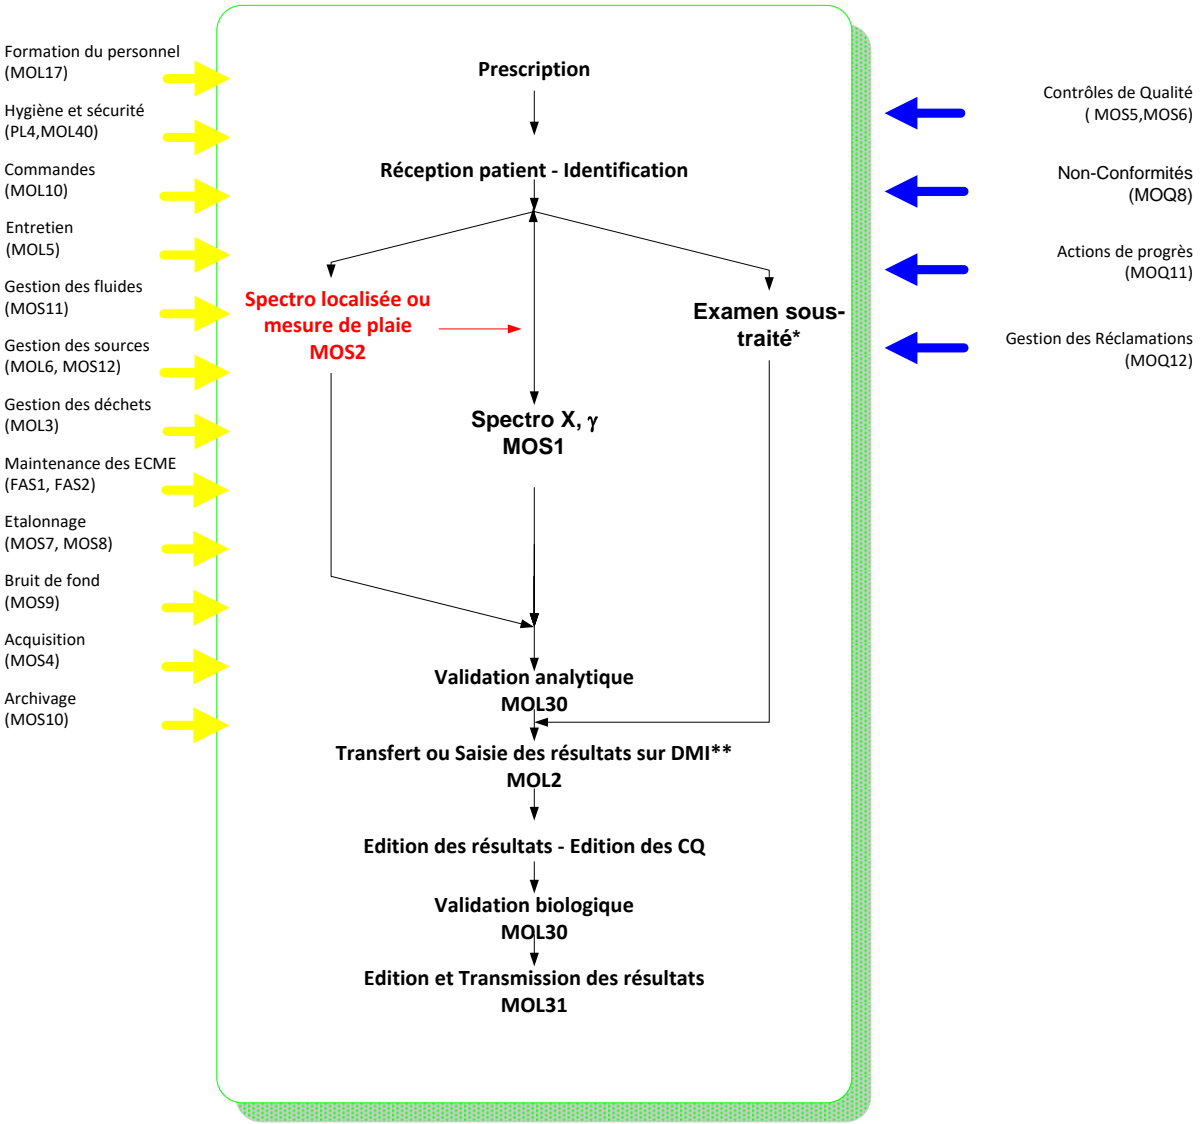 Formation du personnel
(MOL17)
Hygiène et sécurité
(PL4,MOL40)
Commandes
(MOL10)
Entretien
(MOL5)
Gestion des fluides
(MOS11)
Gestion des sources
(MOL6, MOS12)
Gestion des déchets
(MOL3)
Maintenance des ECME
(FAS1, FAS2)
Etalonnage
(MOS7, MOS8)
Bruit de fond
(MOS9)
Acquisition
(MOS4)
Archivage
(MOS10)
Prescription
Réception patient - Identification
Spectro localisée ou
mesure de plaie
MOS2
Spectro X, γ
MOS1
Examen sous-
traité*
Validation analytique
MOL30
Transfert ou Saisie des résultats sur DMI**
MOL2
Edition des résultats - Edition des CQ
Validation biologique
MOL30
Edition et Transmission des résultats
MOL31
Contrôles de Qualité
( MOS5,MOS6)
Non-Conformités
(MOQ8)
Actions de progrès
(MOQ11)
Gestion des Réclamations
(MOQ12)